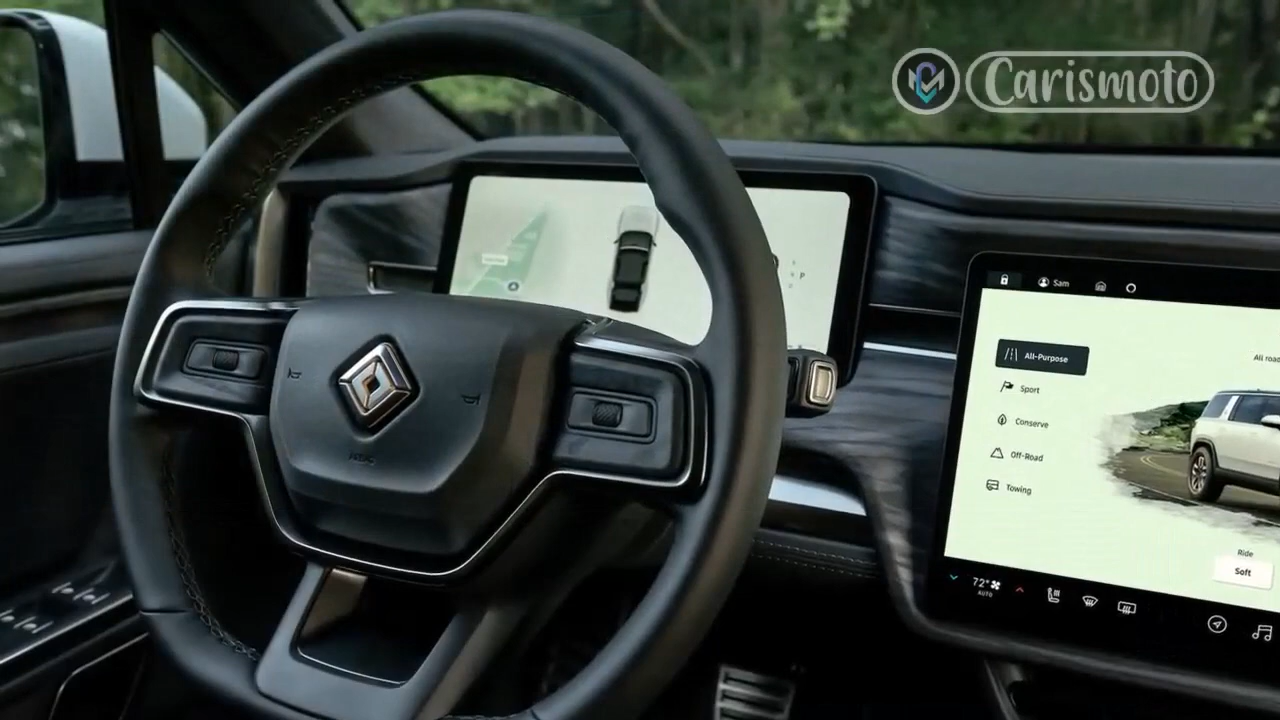 Carismoto
Sam
P
All-Purpose
Sport
Conserve
Off-Road
Towing
All road
Ride
Soft
72°
AUTO